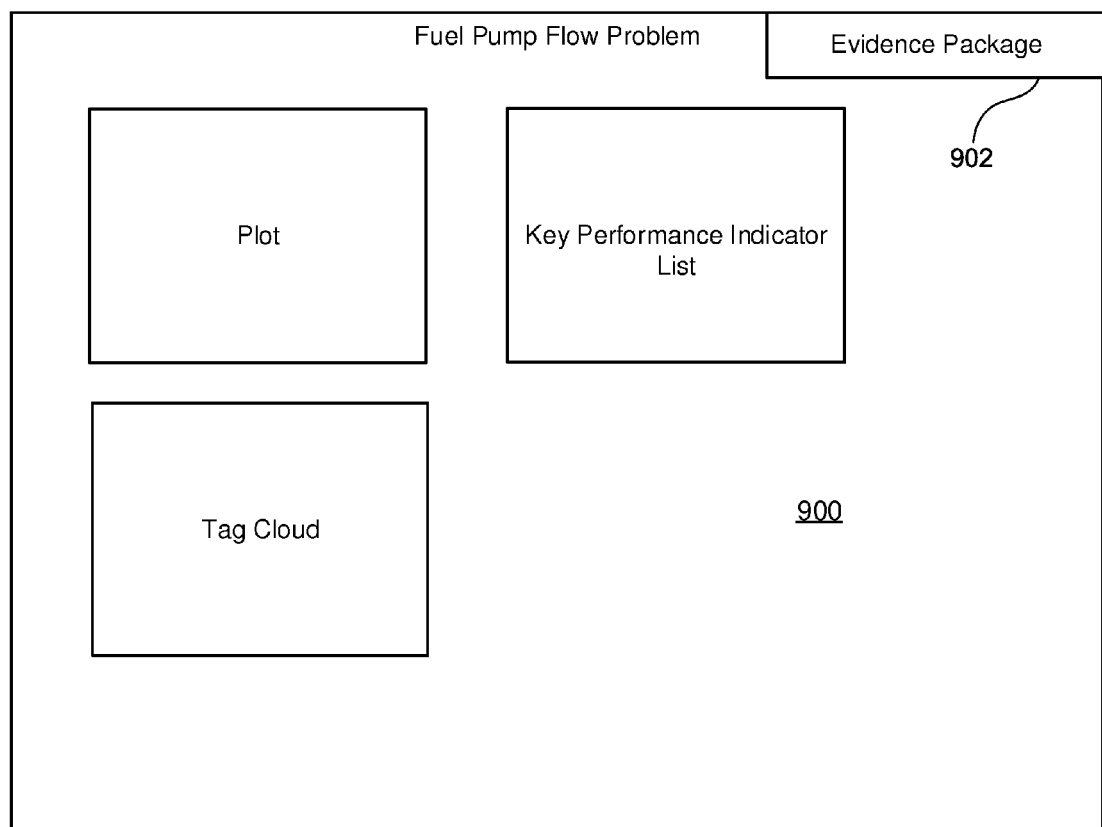 Fuel Pump Flow Problem
Evidence Package
902
Plot
Key Performance Indicator
List
Tag Cloud
900